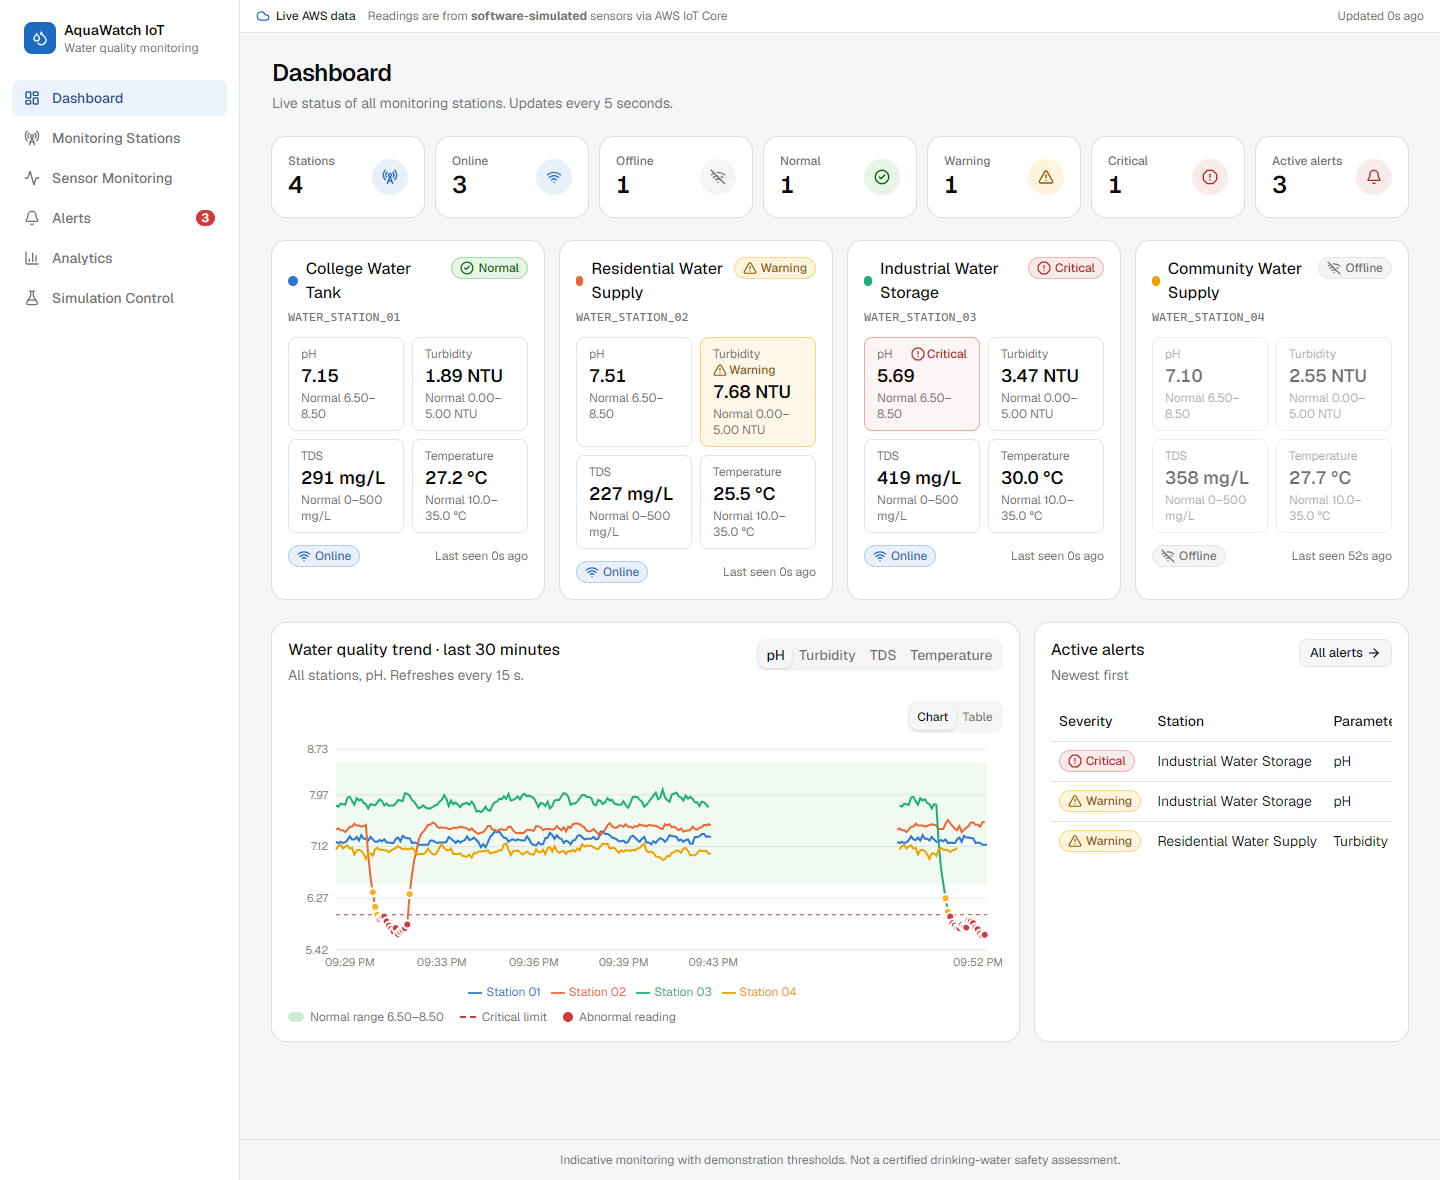 AquaWatch IoT
Water quality monitoring
Dashboard
Monitoring Stations
Sensor Monitoring
Alerts 3
Analytics
Simulation Control
Live AWS data Readings are from software-simulated sensors via AWS IoT Core Updated 0s ago
Dashboard
Live status of all monitoring stations. Updates every 5 seconds.
Stations
4
Online
3
Offline
1
Normal
1
Warning
1
Critical
1
Active alerts
3
College Water
Tank
Normal
WATER_STATION_01
pH
7.15
Normal 6.50–
8.50
Turbidity
1.89 NTU
Normal 0.00–
5.00 NTU
TDS
291 mg/L
Normal 0–500
mg/L
Temperature
27.2 °C
Normal 10.0–
35.0 °C
Online Last seen 0s ago
Residential Water
Supply
Warning
WATER_STATION_02
pH
7.51
Normal 6.50–
8.50
Turbidity
Warning
7.68 NTU
Normal 0.00–
5.00 NTU
TDS
227 mg/L
Normal 0–500
mg/L
Temperature
25.5 °C
Normal 10.0–
35.0 °C
Online Last seen 0s ago
Industrial Water
Storage
Critical
WATER_STATION_03
pH Critical
5.69
Normal 6.50–
8.50
Turbidity
3.47 NTU
Normal 0.00–
5.00 NTU
TDS
419 mg/L
Normal 0–500
mg/L
Temperature
30.0 °C
Normal 10.0–
35.0 °C
Online Last seen 0s ago
Community Water
Supply
Offline
WATER_STATION_04
pH
7.10
Normal 6.50–
8.50
Turbidity
2.55 NTU
Normal 0.00–
5.00 NTU
TDS
358 mg/L
Normal 0–500
mg/L
Temperature
27.7 °C
Normal 10.0–
35.0 °C
Offline Last seen 52s ago
Water quality trend · last 30 minutes
All stations, pH. Refreshes every 15 s.
pH Turbidity TDS Temperature
Chart Table
8.73
7.97
7.12
6.27
5.42
09:29 PM 09:33 PM 09:36 PM 09:39 PM 09:43 PM 09:52 PM
Station 01 Station 02 Station 03 Station 04
Normal range 6.50–8.50 Critical limit Abnormal reading
Active alerts
Newest first
All alerts →
Severity Station Paramete
Critical Industrial Water Storage pH
Warning Industrial Water Storage pH
Warning Residential Water Supply Turbidity
Indicative monitoring with demonstration thresholds. Not a certified drinking-water safety assessment.